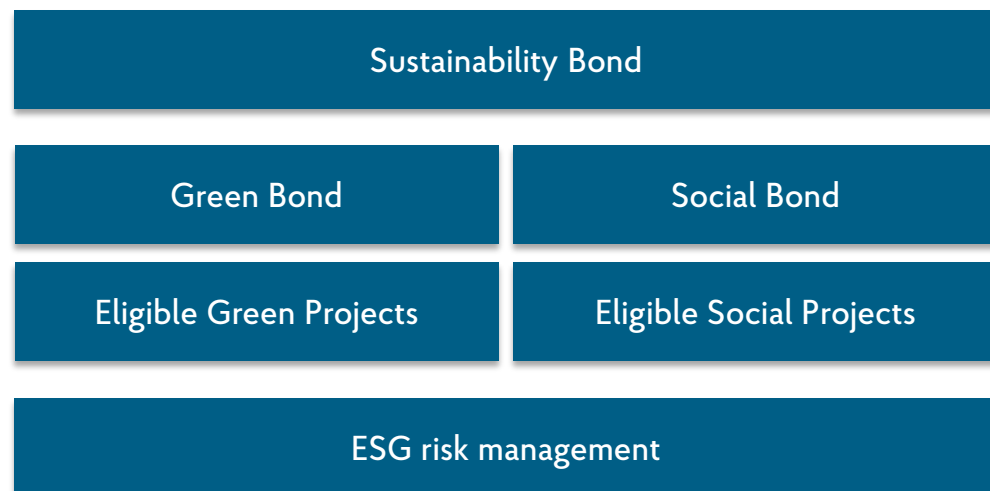 Sustainability Bond
Green Bond
Social Bond
Eligible Green Projects
Eligible Social Projects
ESG risk management